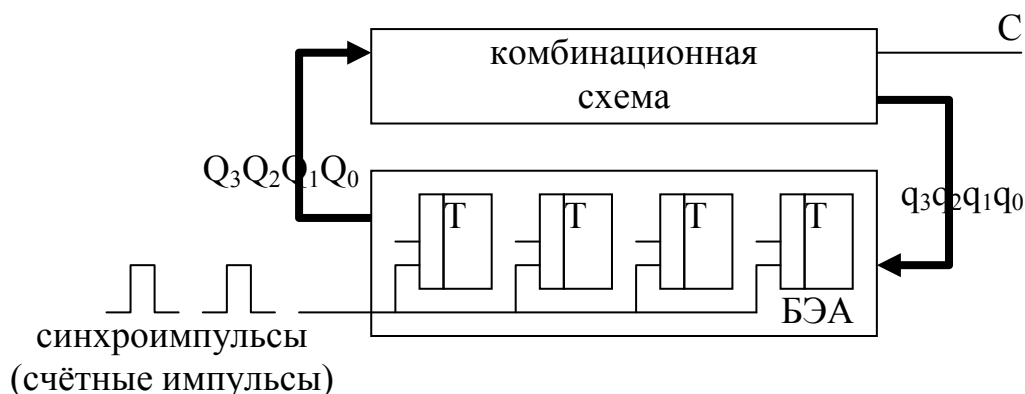 C
комбинационная
схема
Q₃Q₂Q₁Q₀
q₃q₂q₁q₀
T T T T
БЭА
синхроимпульсы
(счётные импульсы)